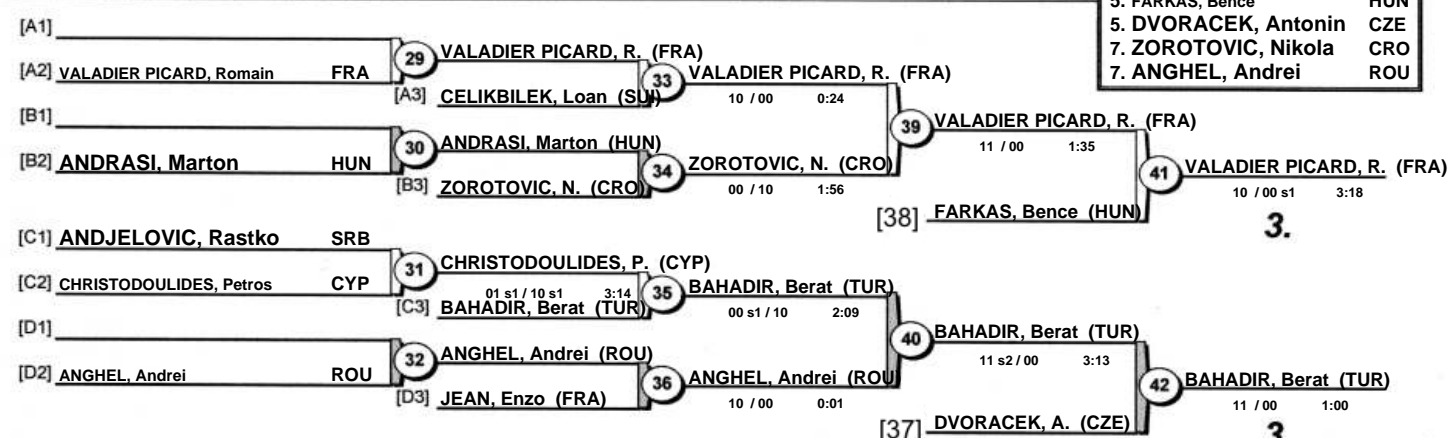 5. FARKAS, Bence HUN
5. DVORACEK, Antonin CZE
7. ZOROTOVIC, Nikola CRO
7. ANGHEL, Andrei ROU
[A1]
[A2] VALADIER PICARD, Romain FRA
29
VALADIER PICARD, R. (FRA)
[A3] CELIKBILEK, Loan (SUI)
33
VALADIER PICARD, R. (FRA)
10 / 00 0:24
[B1]
[B2] ANDRASI, Marton HUN
30
ANDRASI, Marton (HUN)
[B3] ZOROTOVIC, N. (CRO)
34
ZOROTOVIC, N. (CRO)
00 / 10 1:56
39
VALADIER PICARD, R. (FRA)
11 / 00 1:35
[38] FARKAS, Bence (HUN)
41
VALADIER PICARD, R. (FRA)
10 / 00 s1 3:18
3.
[C1] ANDJELOVIC, Rastko SRB
[C2] CHRISTODOULIDES, Petros CYP
31
CHRISTODOULIDES, P. (CYP)
01 s1 / 10 s1 3:14
[C3] BAHADIR, Berat (TUR)
35
BAHADIR, Berat (TUR)
00 s1 / 10 2:09
[D1]
[D2] ANGHEL, Andrei ROU
32
ANGHEL, Andrei (ROU)
[D3] JEAN, Enzo (FRA)
36
ANGHEL, Andrei (ROU
10 / 00 0:01
40
BAHADIR, Berat (TUR)
11 s2 / 00 3:13
[37] DVORACEK, A. (CZE)
42
BAHADIR, Berat (TUR)
11 / 00 1:00
3